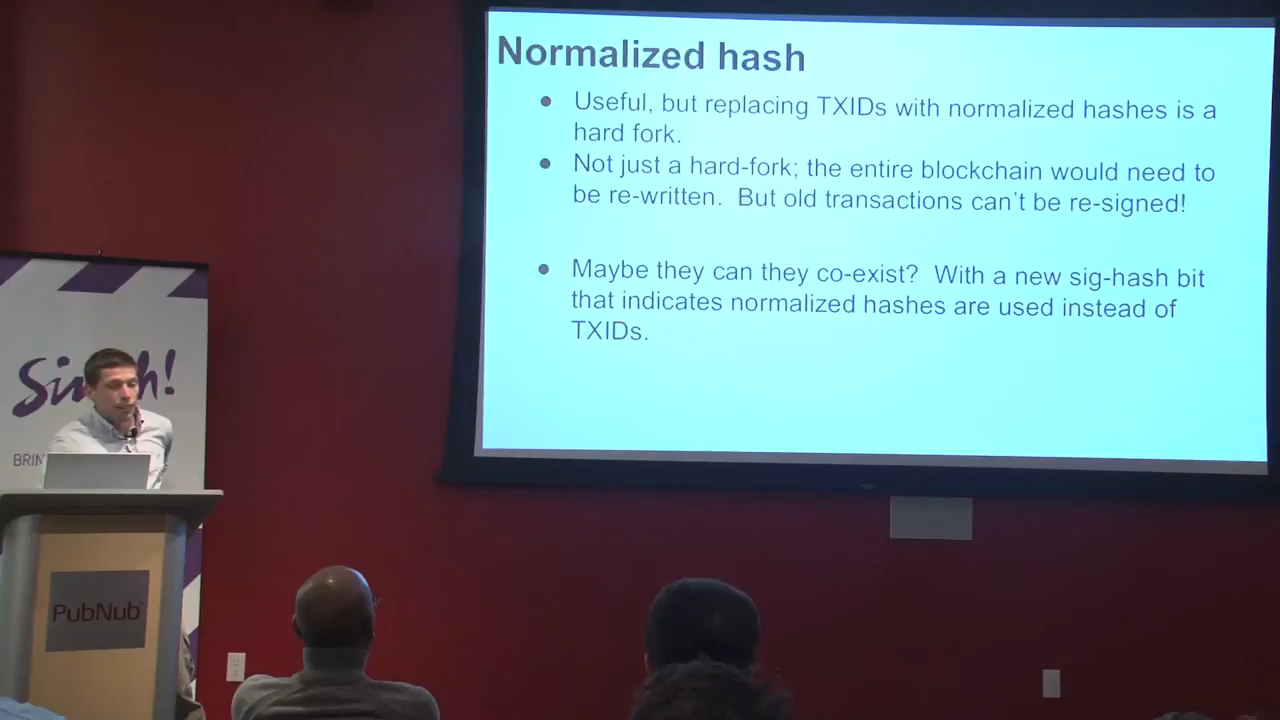 Normalized hash
● Useful, but replacing TXIDs with normalized hashes is a
hard fork.
● Not just a hard-fork; the entire blockchain would need to
be re-written.  But old transactions can't be re-signed!
● Maybe they can they co-exist?  With a new sig-hash bit
that indicates normalized hashes are used instead of
TXIDs.
PubNub